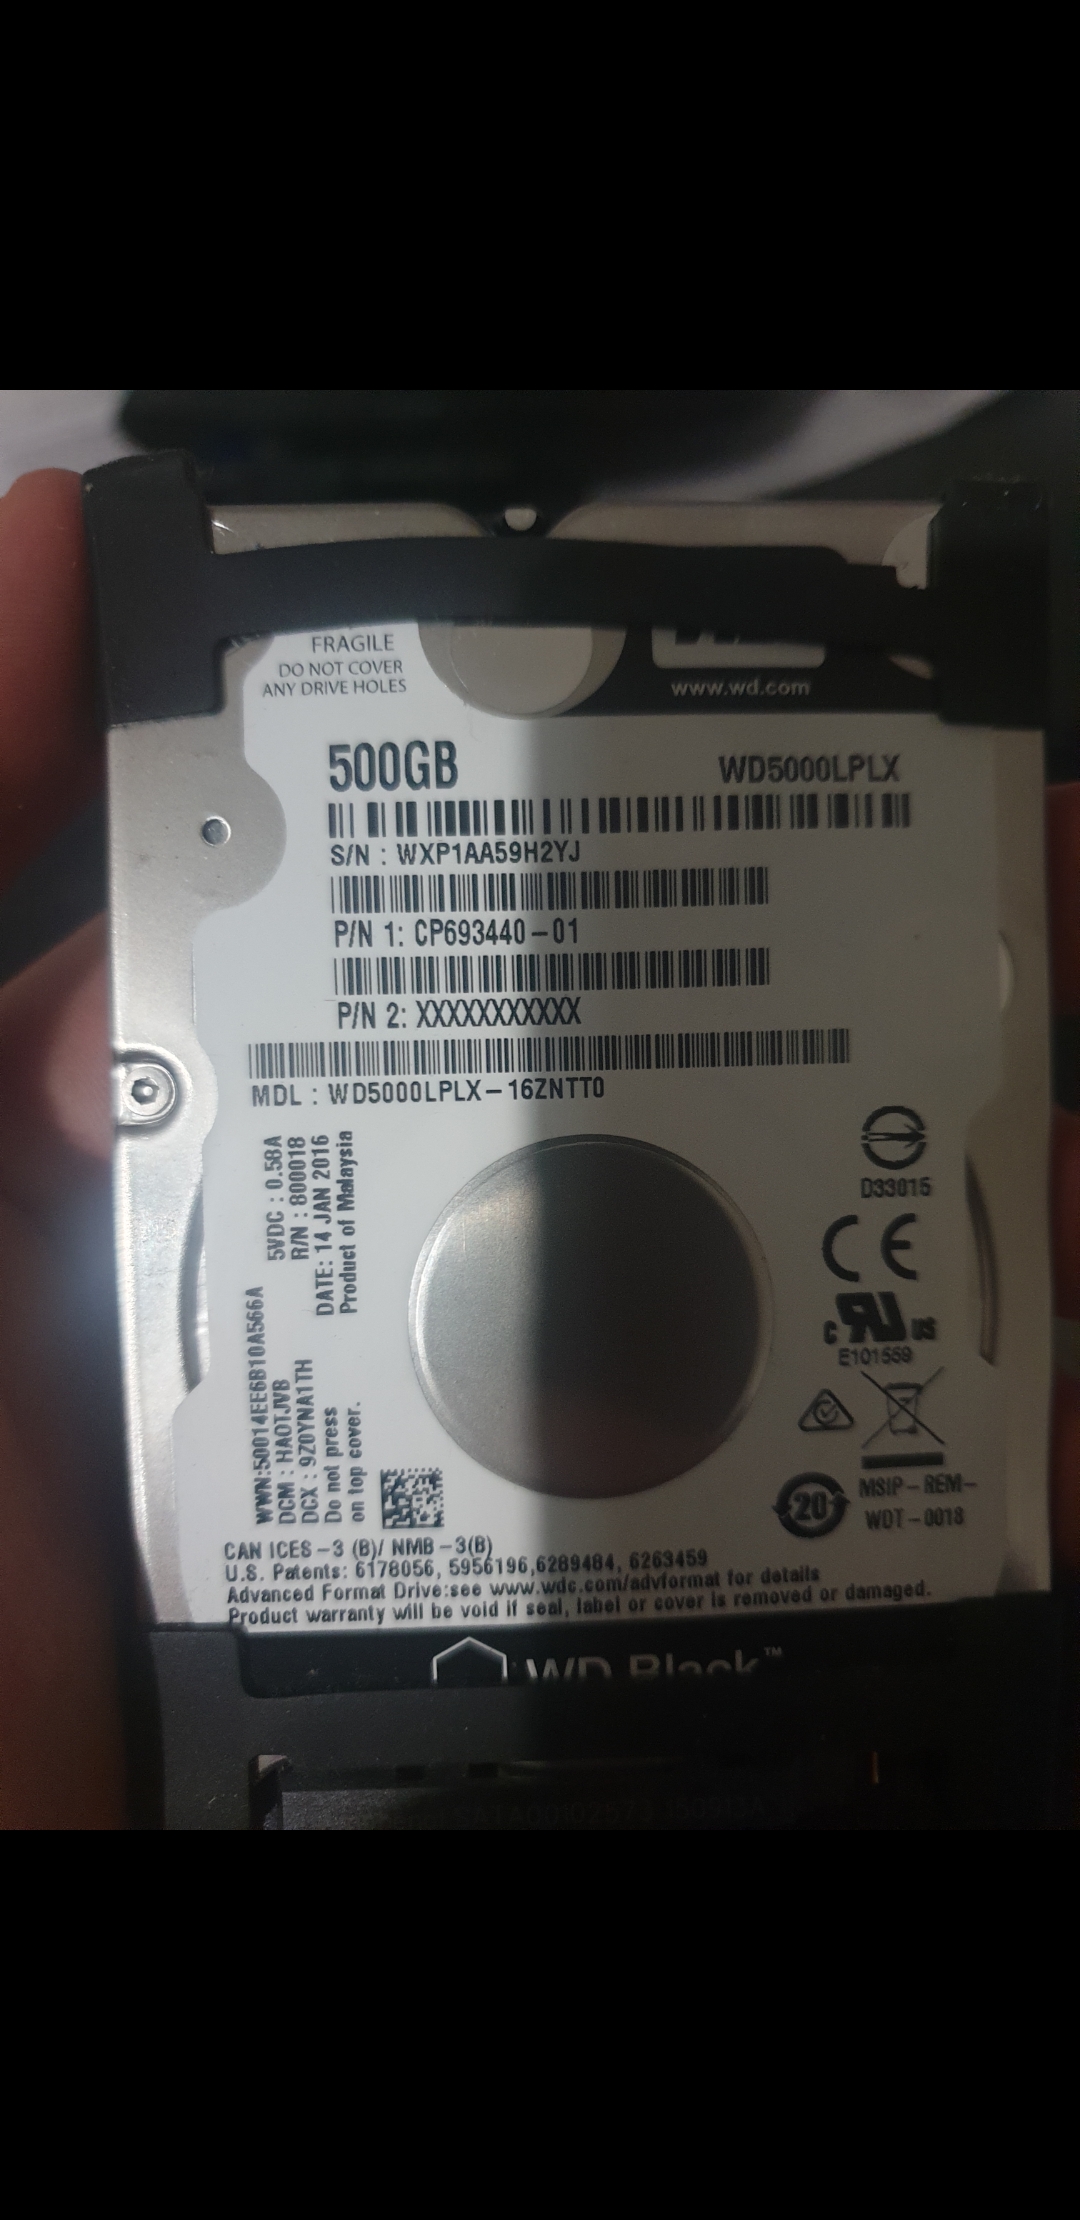 FRAGILE
DO NOT COVER
ANY DRIVE HOLES
www.wd.com
500GB
WD5000LPLX
S/N : WXP1AA59H2YJ
P/N 1: CP693440-01
P/N 2: XXXXXXXXXXX
MDL : WD5000LPLX-16ZNTT0
5VDC : 0.58A
R/N : 800018
DATE: 14 JAN 2016
Product of Malaysia
WWN:50014EE6B10A566A
DCM : HAOTJVB
DCX : 9Z0YNA1TH
Do not press
on top cover.
D33015
CE
C RU US
E101559
20
MSIP-REM-
WDT-0018
CAN ICES-3 (B)/ NMB-3(B)
U.S. Patents: 6178056, 5956196,6289484, 6263459
Advanced Format Drive:see www.wdc.com/advformat for details
Product warranty will be void if seal, label or cover is removed or damaged.
WD Black™